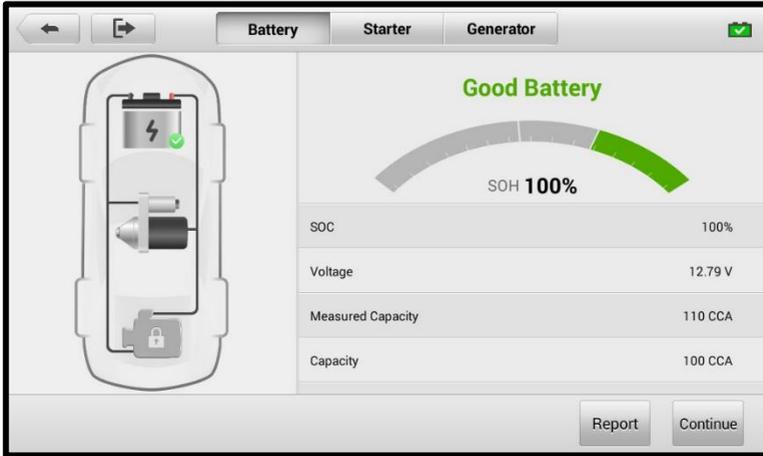 Battery Starter Generator
Good Battery
SOH 100%
SOC 100%
Voltage 12.79 V
Measured Capacity 110 CCA
Capacity 100 CCA
Report Continue